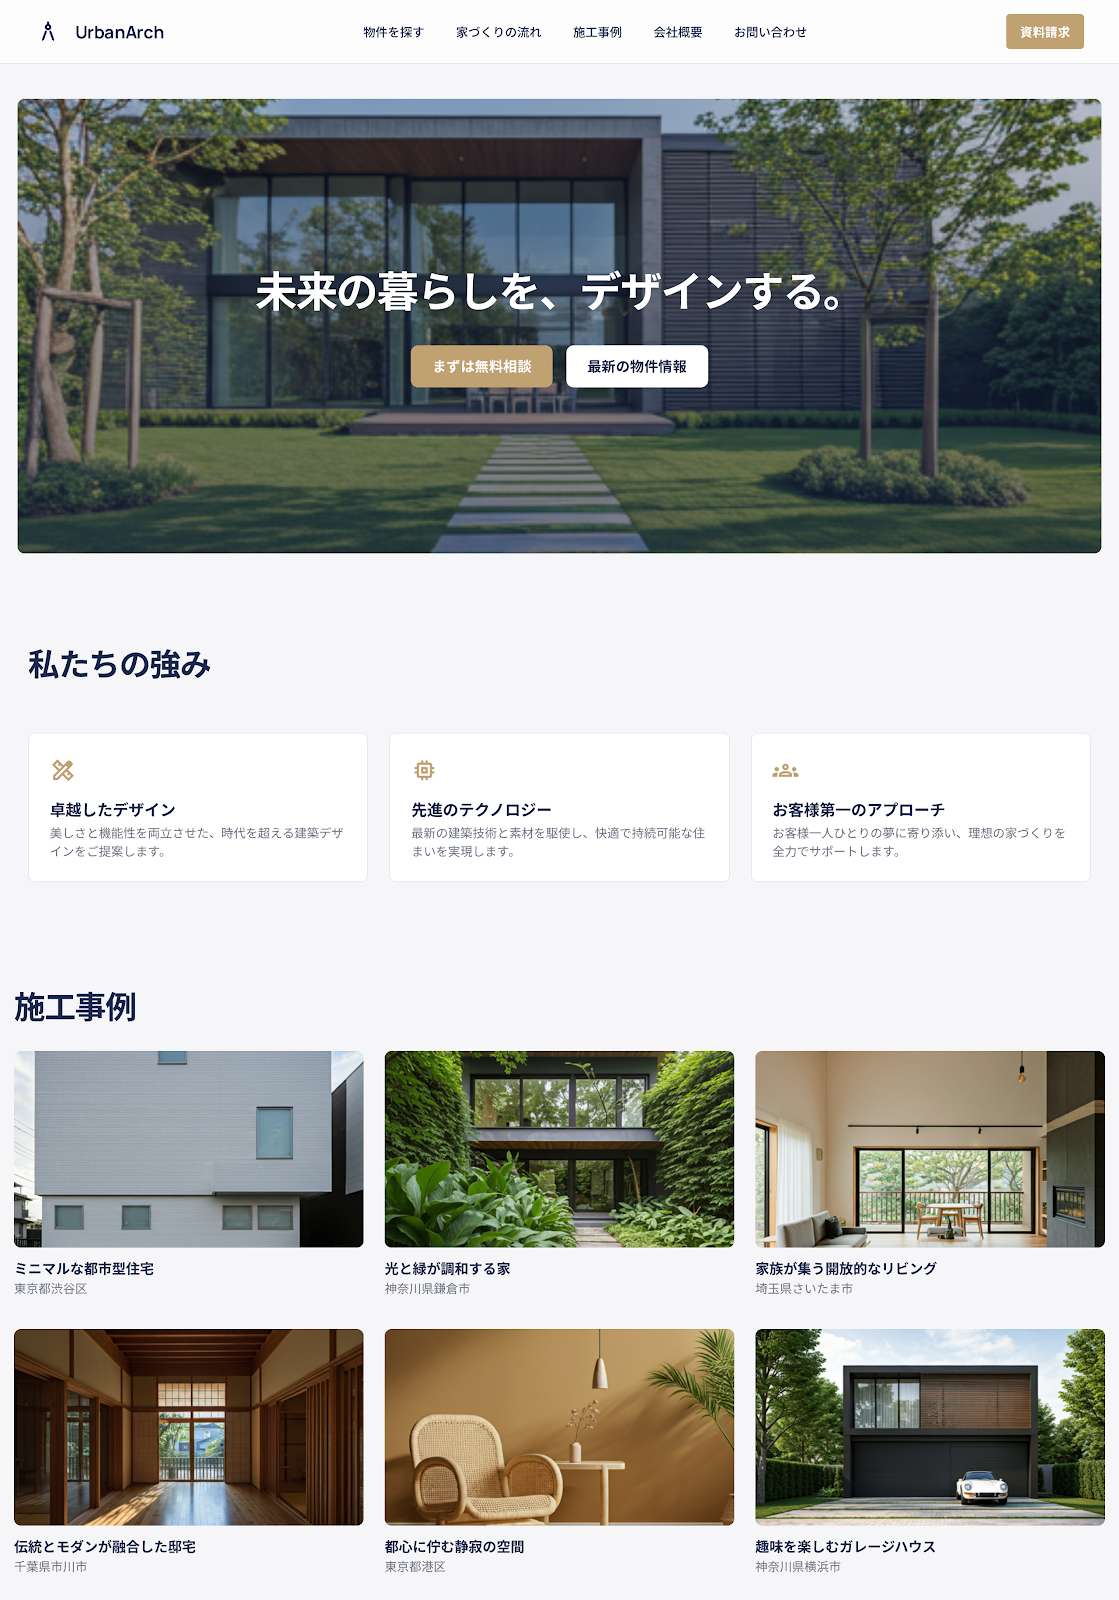 UrbanArch
物件を探す
家づくりの流れ
施工事例
会社概要
お問い合わせ
資料請求
未来の暮らしを、デザインする。
まずは無料相談
最新の物件情報
私たちの強み
卓越したデザイン
美しさと機能性を両立させた、時代を超える建築デザ
インをご提案します。
先進のテクノロジー
最新の建築技術と素材を駆使し、快適で持続可能な住
まいを実現します。
お客様第一のアプローチ
お客様一人ひとりの夢に寄り添い、理想の家づくりを
全力でサポートします。
施工事例
ミニマルな都市型住宅
東京都渋谷区
光と緑が調和する家
神奈川県鎌倉市
家族が集う開放的なリビング
埼玉県さいたま市
伝統とモダンが融合した邸宅
千葉県市川市
都心に佇む静寂の空間
東京都港区
趣味を楽しむガレージハウス
神奈川県横浜市